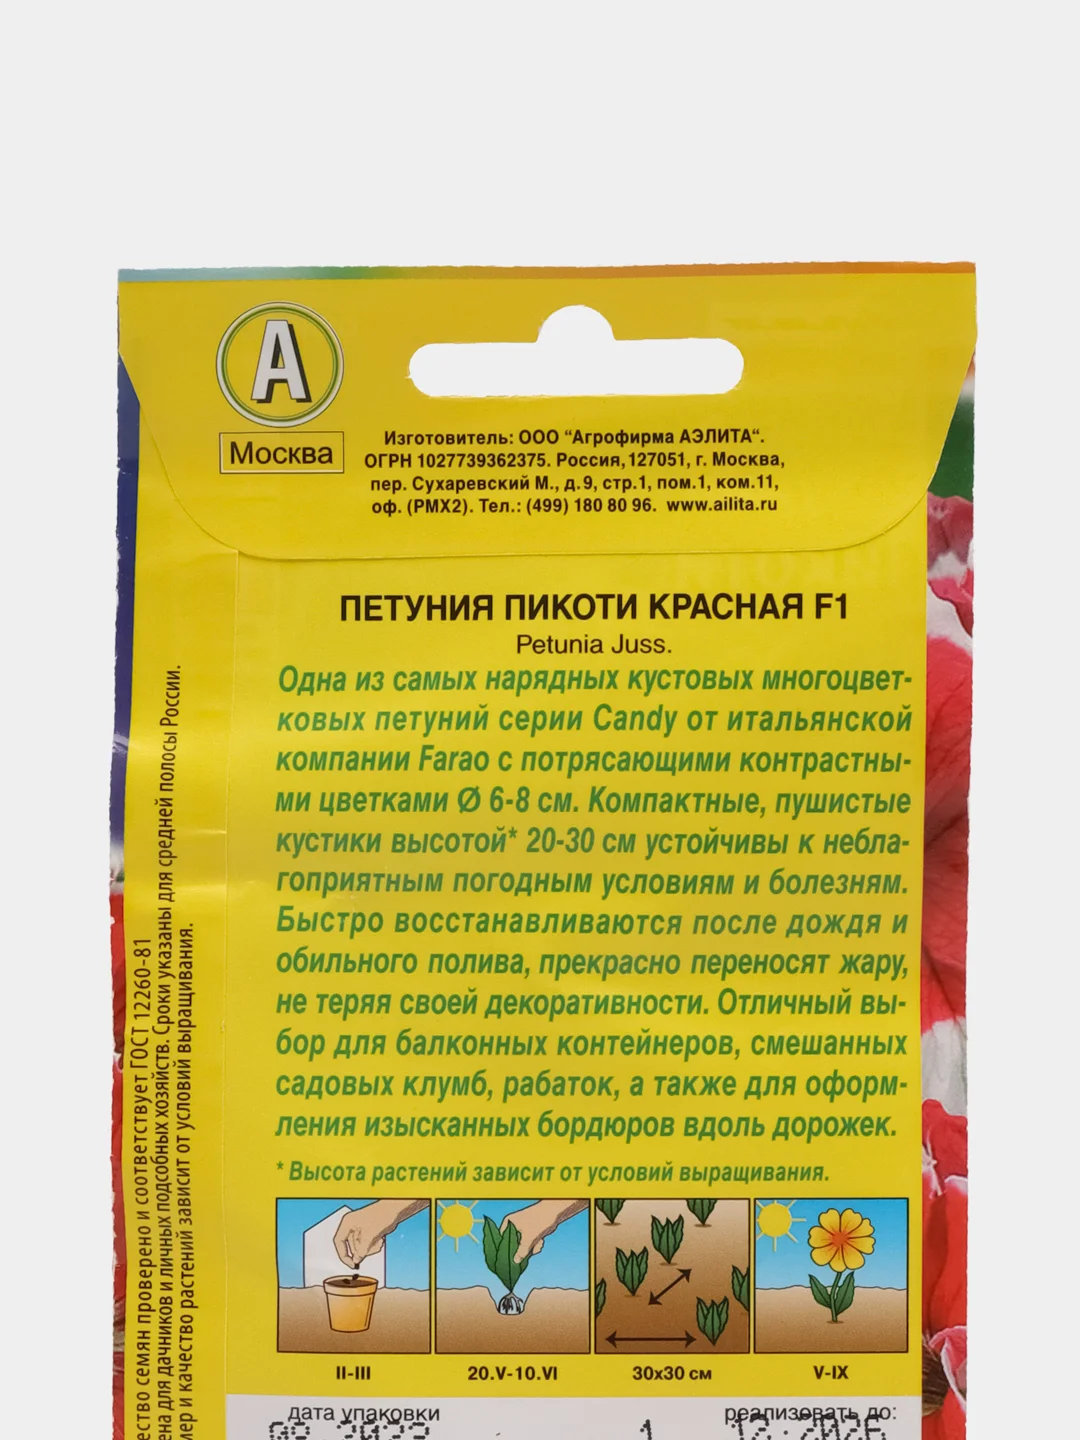 А
Москва
Изготовитель: ООО “Агрофирма АЭЛИТА“.
ОГРН 1027739362375. Россия,127051, г. Москва,
пер. Сухаревский М., д.9, стр.1, пом.1, ком.11,
оф. (РМХ2). Тел.: (499) 180 80 96. www.ailita.ru
ПЕТУНИЯ ПИКОТИ КРАСНАЯ F1
Petunia Juss.
Одна из самых нарядных кустовых многоцвет-
ковых петуний серии Candy от итальянской
компании Farao с потрясающими контрастны-
ми цветками Ø 6-8 см. Компактные, пушистые
кустики высотой* 20-30 см устойчивы к небла-
гоприятным погодным условиям и болезням.
Быстро восстанавливаются после дождя и
обильного полива, прекрасно переносят жару,
не теряя своей декоративности. Отличный вы-
бор для балконных контейнеров, смешанных
садовых клумб, рабаток, а также для оформ-
ления изысканных бордюров вдоль дорожек.
* Высота растений зависит от условий выращивания.
II-III
20.V-10.VI
30x30 см
V-IX
дата упаковки
реализовать до:
1
семян проверено и соответствует ГОСТ 12260-81
для дачников и личных подсобных хозяйств. Сроки указаны для средней полосы России.
и качество растений зависит от условий выращивания.